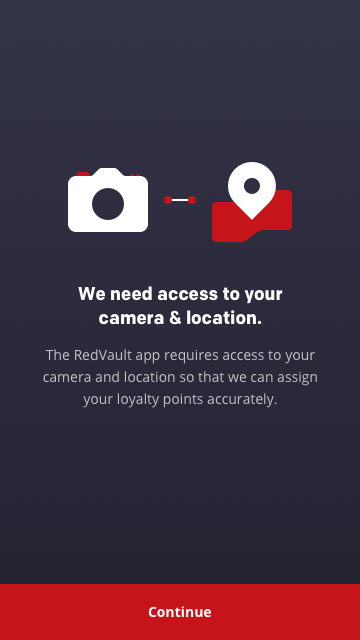 We need access to your
camera & location.
The RedVault app requires access to your
camera and location so that we can assign
your loyalty points accurately.
Continue